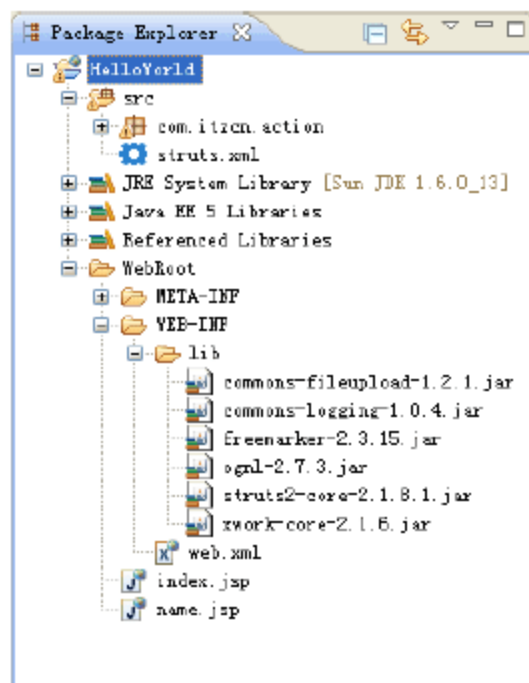 Package Explorer
HelloWorld
src
com.itzcn.action
struts.xml
JRE System Library [Sun JDK 1.6.0_13]
Java EE 5 Libraries
Referenced Libraries
WebRoot
META-INF
WEB-INF
lib
commons-fileupload-1.2.1.jar
commons-logging-1.0.4.jar
freemarker-2.3.15.jar
ognl-2.7.3.jar
struts2-core-2.1.8.1.jar
xwork-core-2.1.6.jar
web.xml
index.jsp
name.jsp